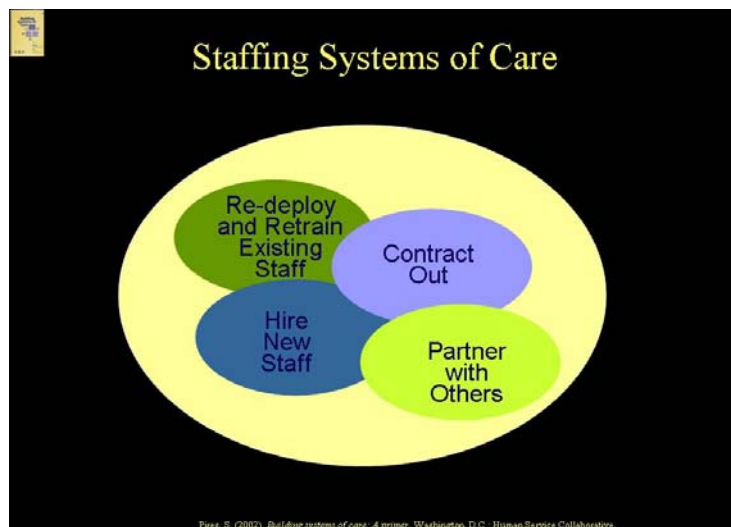 Staffing Systems of Care
Re-deploy
and Retrain
Existing
Staff
Contract
Out
Hire
New
Staff
Partner
with
Others
Pires, S. (2002). Building systems of care: A primer. Washington, D.C.: Human Service Collaborative